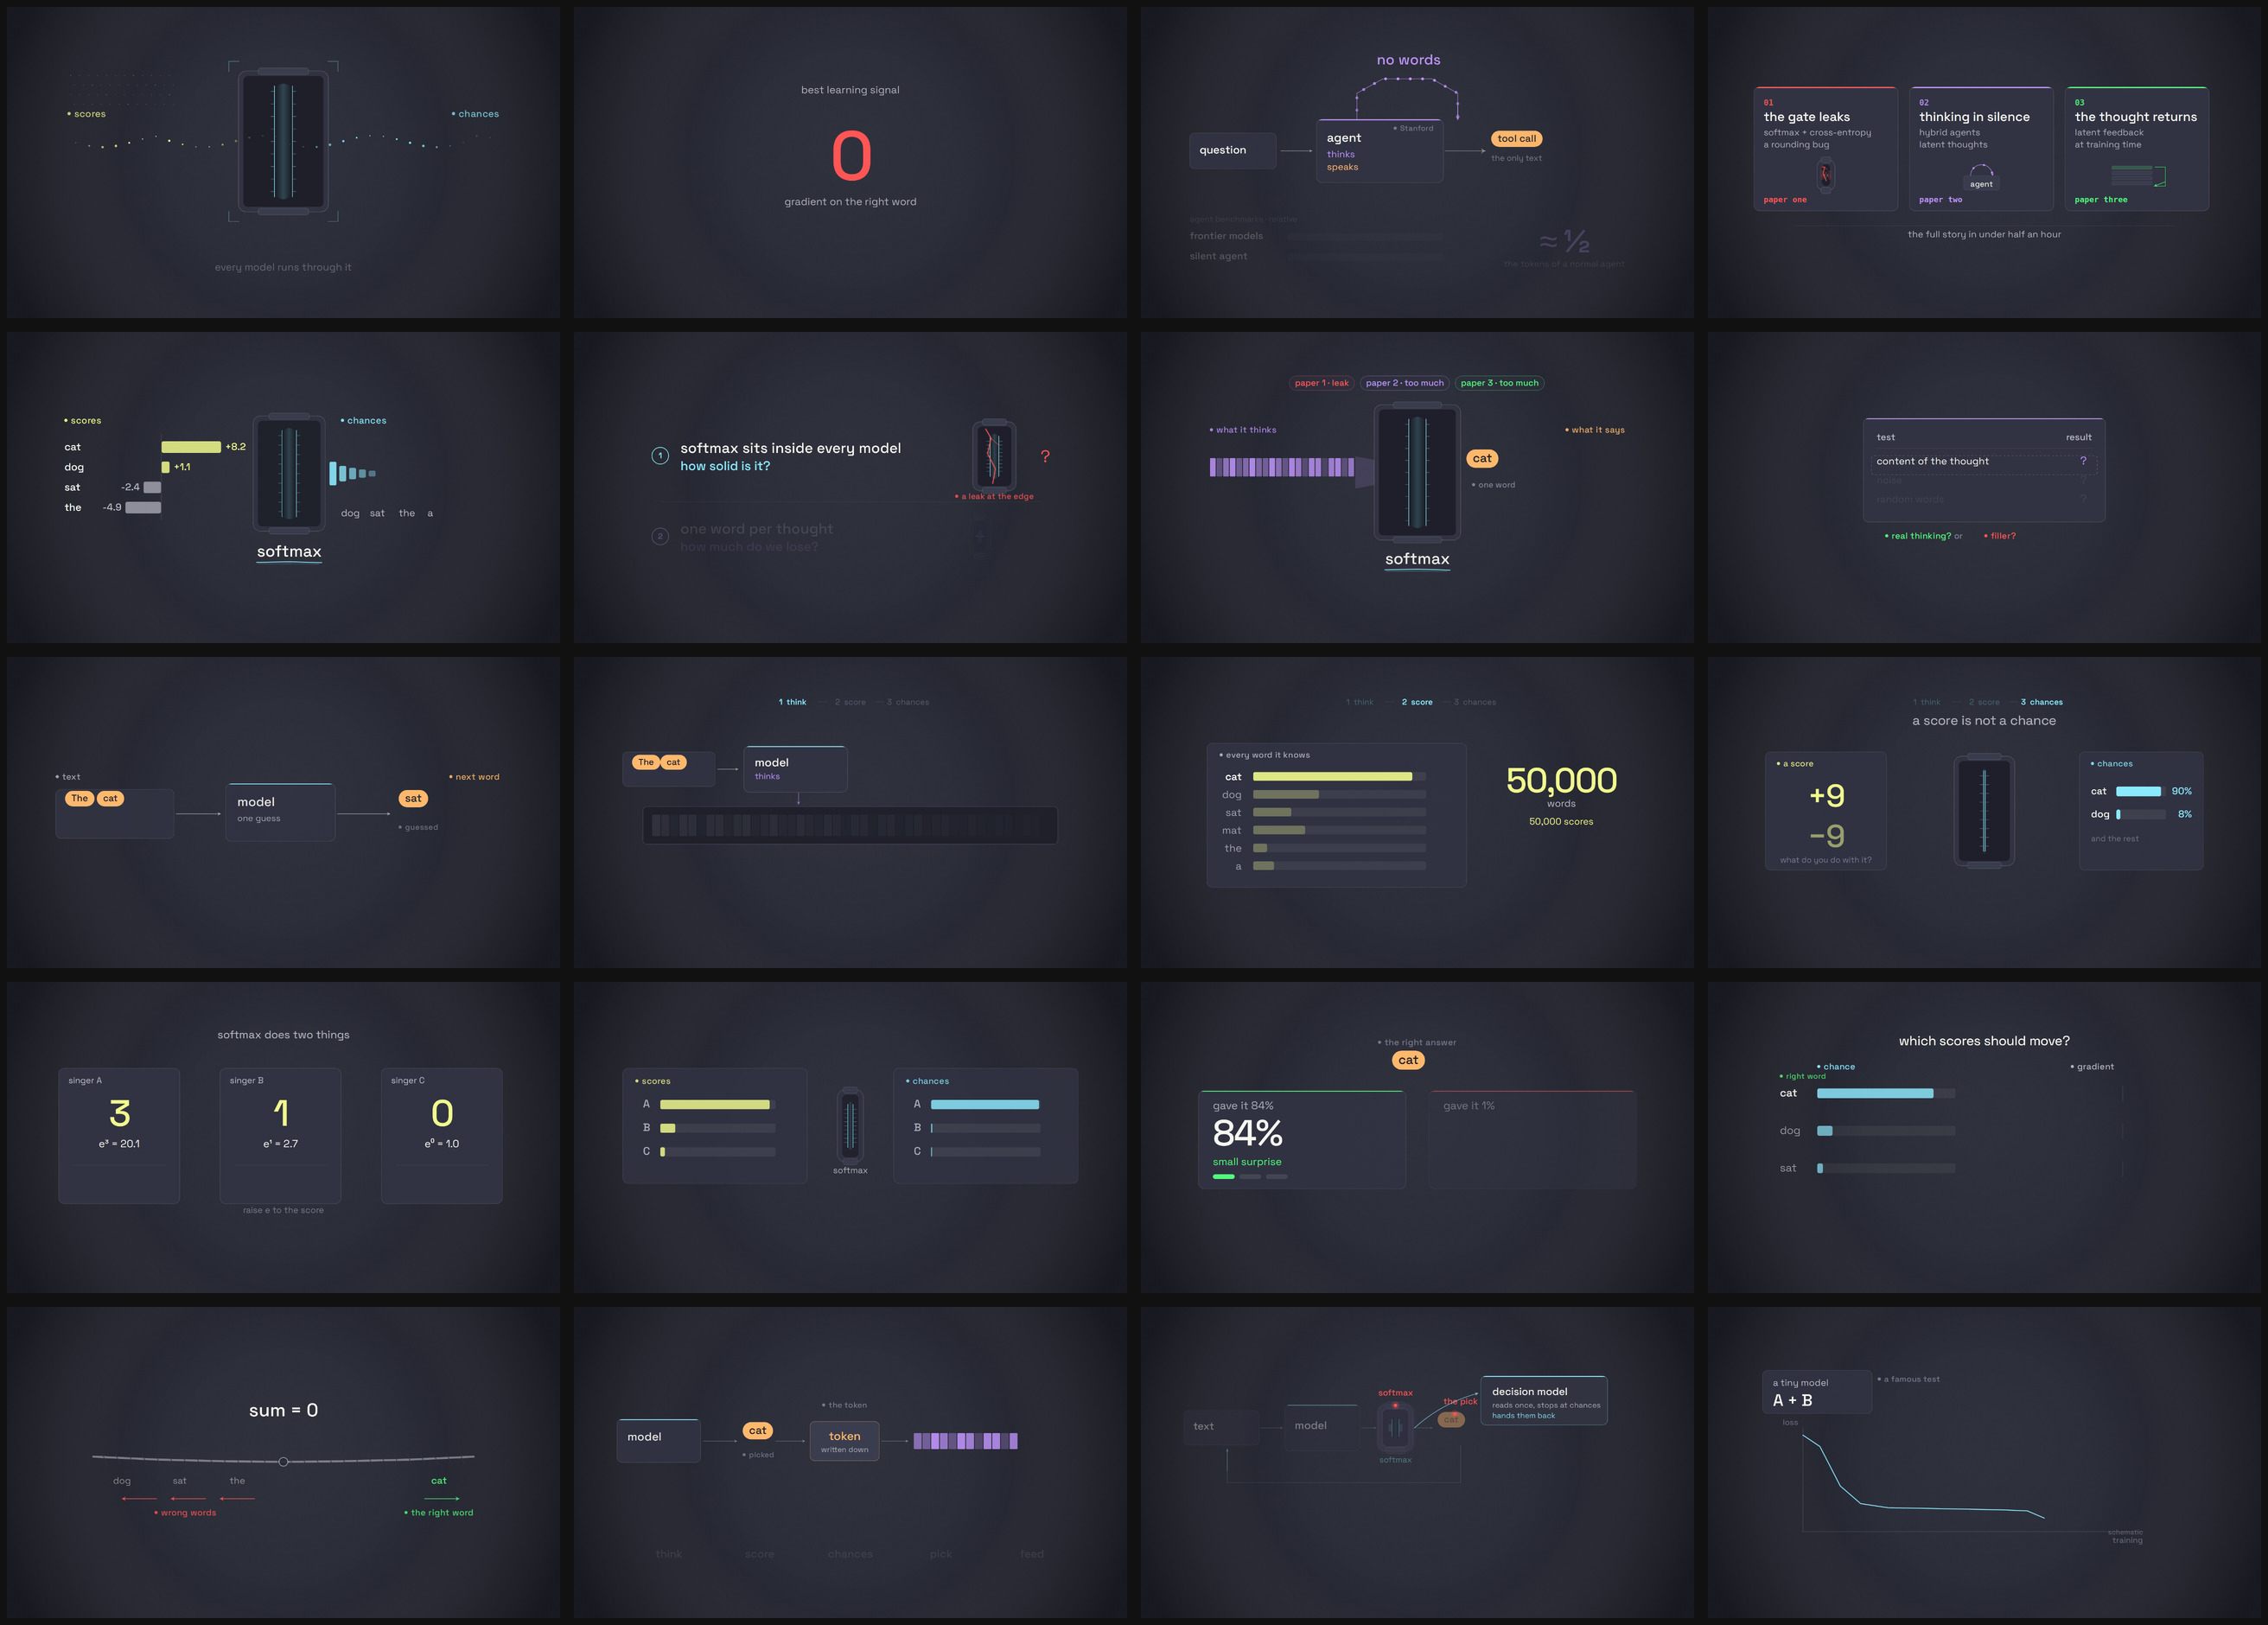 scores
chances
every model runs through it
best learning signal
0
gradient on the right word
no words
Stanford
question
agent
thinks
speaks
tool call
the only text
agent benchmarks · relative
frontier models
silent agent
≈ ½
the tokens of a normal agent
01
the gate leaks
softmax + cross-entropy
a rounding bug
paper one
02
thinking in silence
hybrid agents
latent thoughts
agent
paper two
03
the thought returns
latent feedback
at training time
paper three
the full story in under half an hour
scores
chances
cat
+8.2
dog
+1.1
sat
-2.4
the
-4.9
dog sat the a
softmax
1
softmax sits inside every model
how solid is it?
?
a leak at the edge
2
one word per thought
how much do we lose?
paper 1 · leak
paper 2 · too much
paper 3 · too much
what it thinks
what it says
cat
one word
softmax
test
result
content of the thought
?
noise
?
random words
?
real thinking? or
filler?
text
next word
The cat
model
one guess
sat
guessed
1 think
2 score
3 chances
The cat
model
thinks
1 think
2 score
3 chances
every word it knows
cat
dog
sat
mat
the
a
50,000
words
50,000 scores
1 think
2 score
3 chances
a score is not a chance
a score
+9
−9
what do you do with it?
chances
cat
90%
dog
8%
and the rest
softmax does two things
singer A
3
e³ = 20.1
singer B
1
e¹ = 2.7
singer C
0
e⁰ = 1.0
raise e to the score
scores
A
B
C
softmax
chances
A
B
C
the right answer
cat
gave it 84%
84%
small surprise
gave it 1%
which scores should move?
chance
gradient
right word
cat
dog
sat
sum = 0
dog
sat
the
cat
wrong words
the right word
the token
model
cat
picked
token
written down
think
score
chances
pick
feed
softmax
the pick
text
model
softmax
cat
decision model
reads once, stops at chances
hands them back
a tiny model
A + B
a famous test
loss
schematic
training